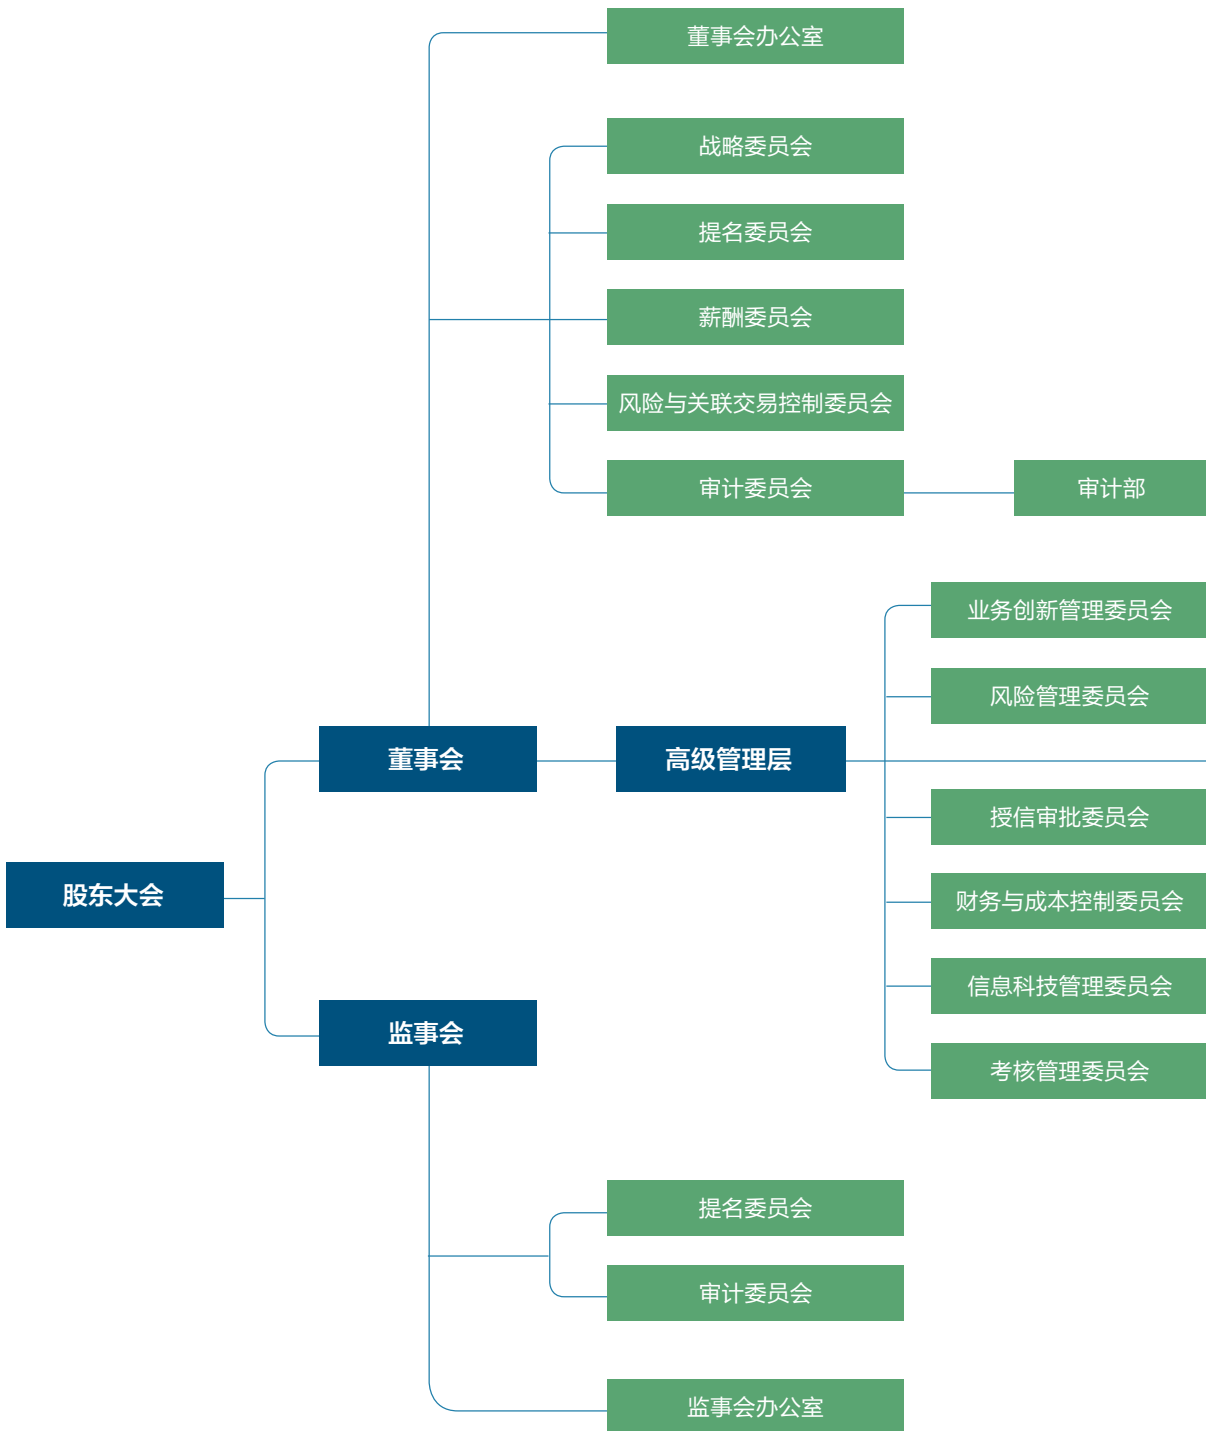 董事会办公室
战略委员会
提名委员会
薪酬委员会
风险与关联交易控制委员会
审计委员会
审计部
业务创新管理委员会
风险管理委员会
董事会
高级管理层
授信审批委员会
股东大会
财务与成本控制委员会
信息科技管理委员会
监事会
考核管理委员会
提名委员会
审计委员会
监事会办公室